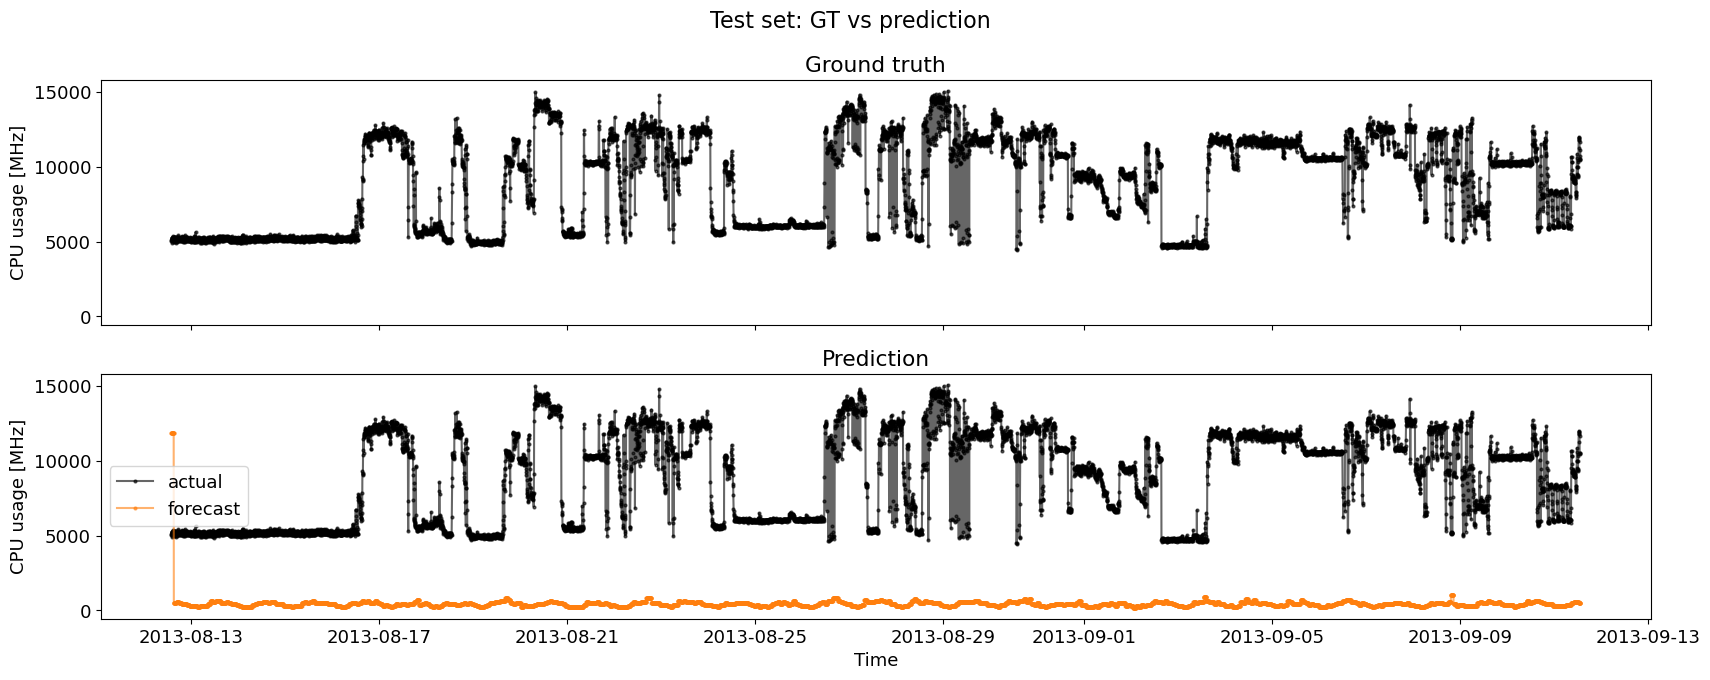 Test set: GT vs prediction
Ground truth
CPU usage [MHz]
15000
10000
5000
0
Prediction
CPU usage [MHz]
15000
10000
5000
0
actual
forecast
2013-08-13 2013-08-17 2013-08-21 2013-08-25 2013-08-29 2013-09-01 2013-09-05 2013-09-09 2013-09-13
Time